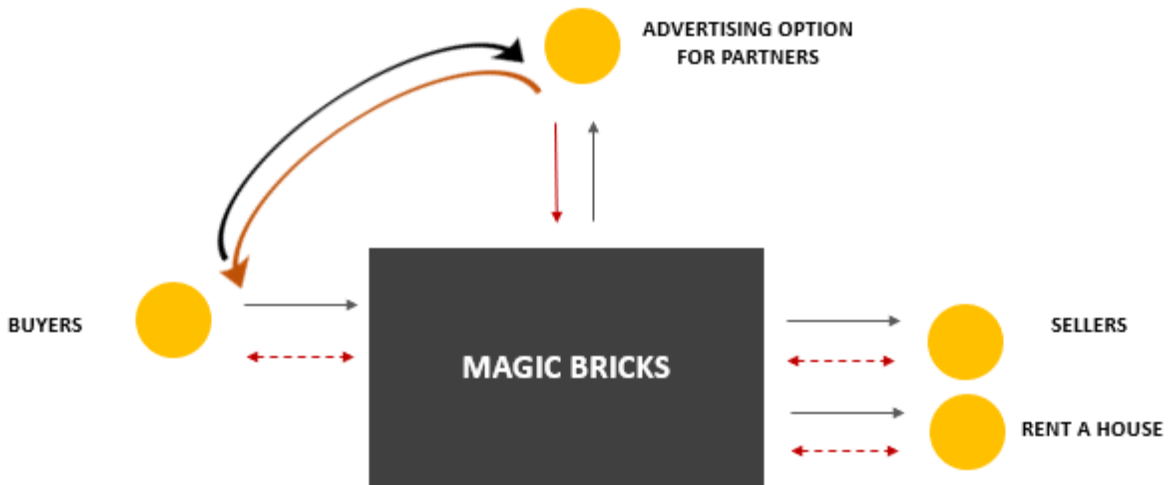 ADVERTISING OPTION
FOR PARTNERS
BUYERS
MAGIC BRICKS
SELLERS
RENT A HOUSE